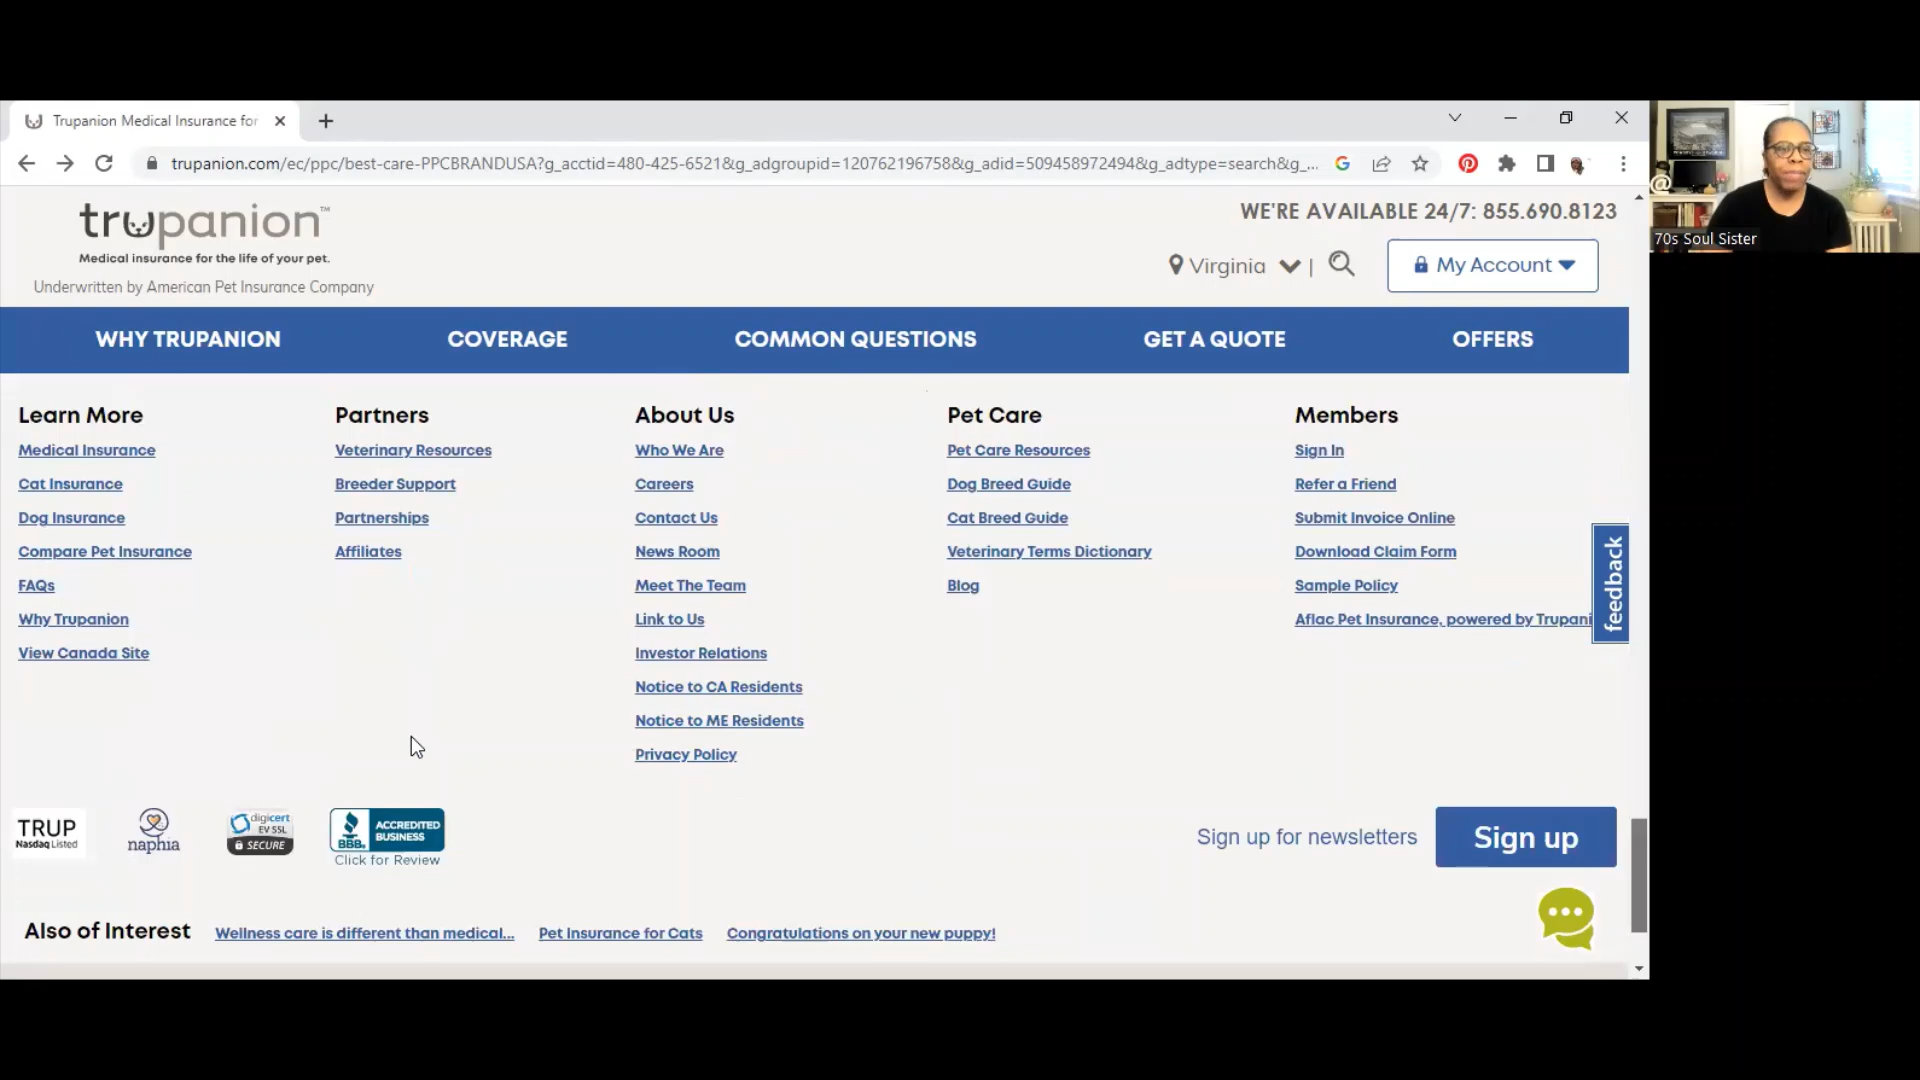 Trupanion Medical Insurance for
trupanion.com/ec/ppc/best-care-PPCBRANDUSA?g_acctid=480-425-6521&g_adgroupid=120762196758&g_adid=509458972494&g_adtype=search&g_...
trupanion™
Medical insurance for the life of your pet.
Underwritten by American Pet Insurance Company
WE'RE AVAILABLE 24/7: 855.690.8123
Virginia |
My Account
70s Soul Sister
WHY TRUPANION COVERAGE COMMON QUESTIONS GET A QUOTE OFFERS
Learn More
Medical Insurance
Cat Insurance
Dog Insurance
Compare Pet Insurance
FAQs
Why Trupanion
View Canada Site
Partners
Veterinary Resources
Breeder Support
Partnerships
Affiliates
About Us
Who We Are
Careers
Contact Us
News Room
Meet The Team
Link to Us
Investor Relations
Notice to CA Residents
Notice to ME Residents
Privacy Policy
Pet Care
Pet Care Resources
Dog Breed Guide
Cat Breed Guide
Veterinary Terms Dictionary
Blog
Members
Sign In
Refer a Friend
Submit Invoice Online
Download Claim Form
Sample Policy
Aflac Pet Insurance, powered by Trupani
feedback
TRUP
Nasdaq Listed
naphia
digicert
EV SSL
SECURE
BBB.
ACCREDITED
BUSINESS
Click for Review
Sign up for newsletters
Sign up
Also of Interest Wellness care is different than medical... Pet Insurance for Cats Congratulations on your new puppy!